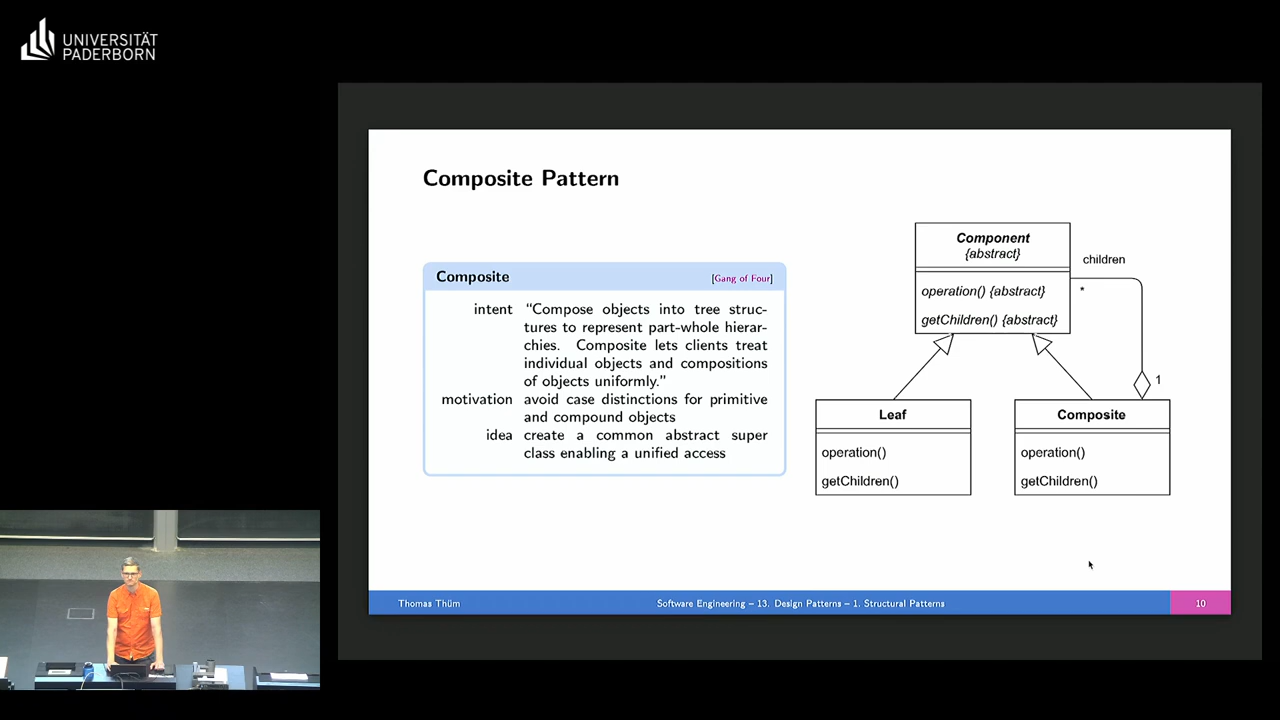 UNIVERSITÄT
PADERBORN
Composite Pattern
Composite [Gang of Four]
intent "Compose objects into tree struc-
tures to represent part-whole hierar-
chies. Composite lets clients treat
individual objects and compositions
of objects uniformly."
motivation avoid case distinctions for primitive
and compound objects
idea create a common abstract super
class enabling a unified access
Component
{abstract}
operation() {abstract}
getChildren() {abstract}
children
*
1
Leaf
operation()
getChildren()
Composite
operation()
getChildren()
Thomas Thüm
Software Engineering – 13. Design Patterns – 1. Structural Patterns
10